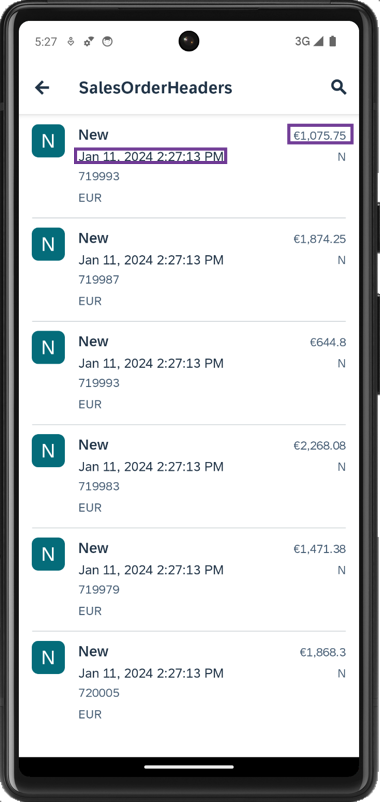 5:27 3G
SalesOrderHeaders
N New €1,075.75
Jan 11, 2024 2:27:13 PM N
719993
EUR
N New €1,874.25
Jan 11, 2024 2:27:13 PM N
719987
EUR
N New €644.8
Jan 11, 2024 2:27:13 PM N
719993
EUR
N New €2,268.08
Jan 11, 2024 2:27:13 PM N
719983
EUR
N New €1,471.38
Jan 11, 2024 2:27:13 PM N
719979
EUR
N New €1,868.3
Jan 11, 2024 2:27:13 PM N
720005
EUR